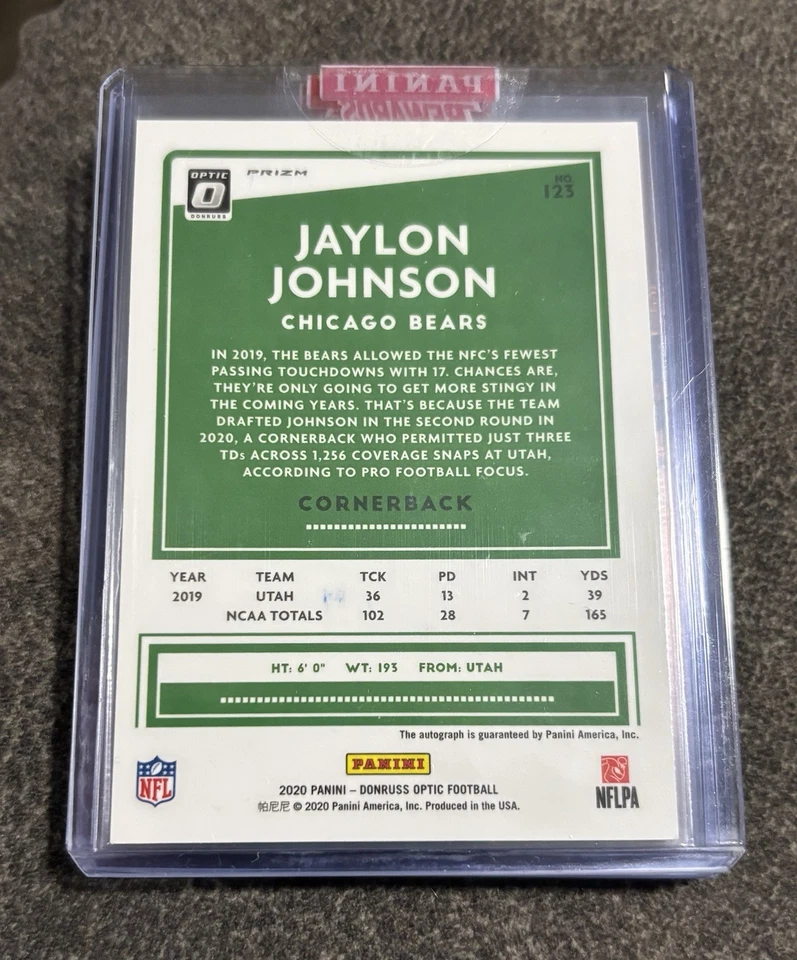 PANINI
OPTIC
DONRUSS
PRIZM
NO.
123
JAYLON
JOHNSON
CHICAGO BEARS
IN 2019, THE BEARS ALLOWED THE NFC'S FEWEST
PASSING TOUCHDOWNS WITH 17. CHANCES ARE,
THEY'RE ONLY GOING TO GET MORE STINGY IN
THE COMING YEARS. THAT'S BECAUSE THE TEAM
DRAFTED JOHNSON IN THE SECOND ROUND IN
2020, A CORNERBACK WHO PERMITTED JUST THREE
TDs ACROSS 1,256 COVERAGE SNAPS AT UTAH,
ACCORDING TO PRO FOOTBALL FOCUS.
CORNERBACK
YEAR TEAM TCK PD INT YDS
2019 UTAH 36 13 2 39
NCAA TOTALS 102 28 7 165
HT: 6' 0" WT: 193 FROM: UTAH
The autograph is guaranteed by Panini America, Inc.
PANINI
NFL
NFLPA
2020 PANINI – DONRUSS OPTIC FOOTBALL
帕尼尼 © 2020 Panini America, Inc. Produced in the USA.